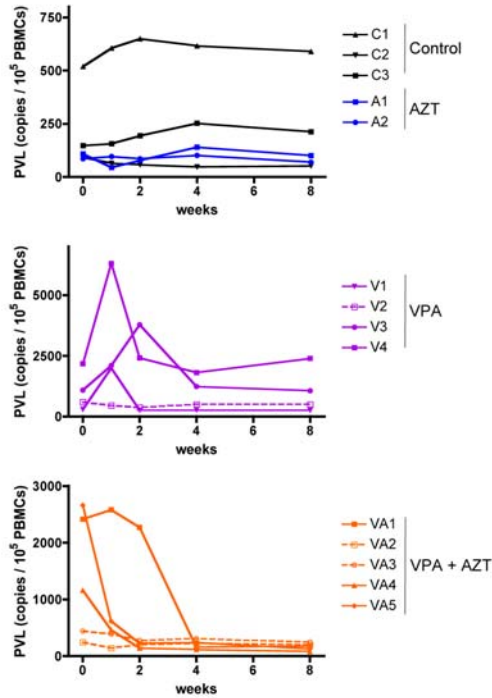 PVL (copies / 10⁵ PBMCs)
750
500
250
0
0
2
4
6
8
weeks
C1
C2
C3
Control
A1
A2
AZT
PVL (copies / 10⁵ PBMCs)
5000
2500
0
0
2
4
6
8
weeks
V1
V2
V3
V4
VPA
PVL (copies / 10⁵ PBMCs)
3000
2000
1000
0
0
2
4
6
8
weeks
VA1
VA2
VA3
VA4
VA5
VPA + AZT